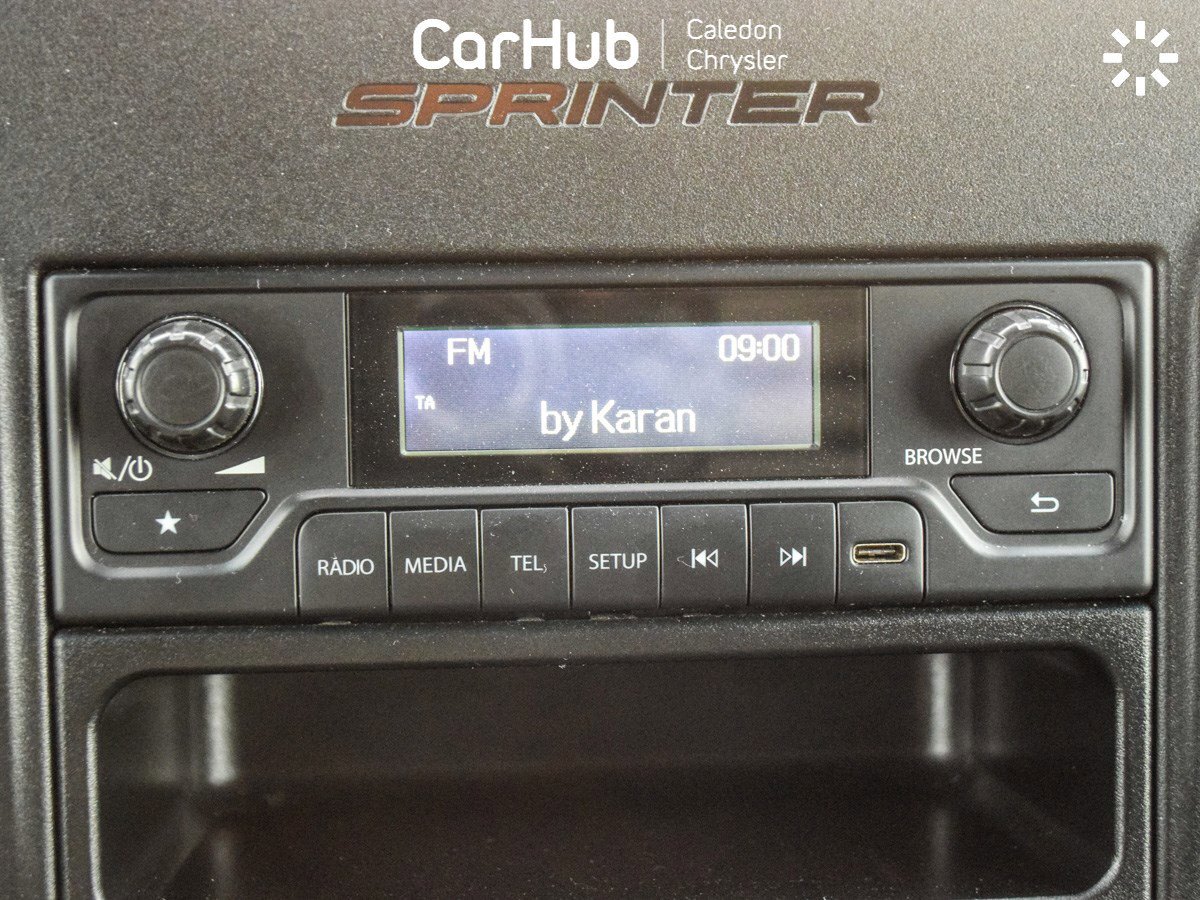 CarHub
Caledon
Chrysler
SPRINTER
FM 09:00
TA
by Karan
BROWSE
RADIO MEDIA TEL SETUP